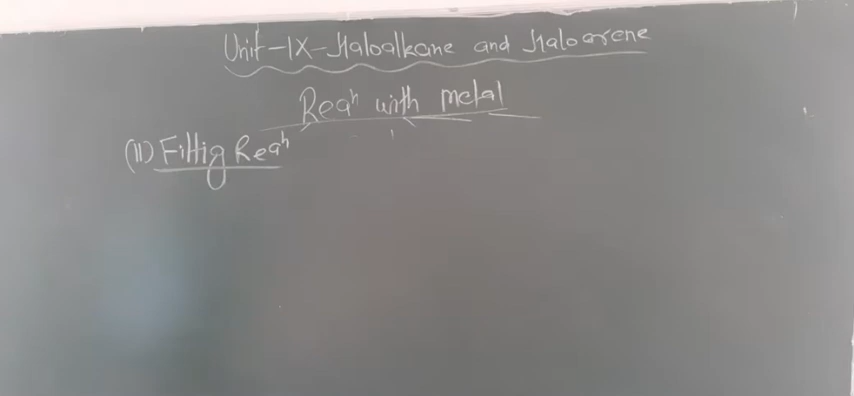 Unit-IX-Haloalkane and Haloarene
Reaⁿ with metal
(II) Fittig Reaⁿ